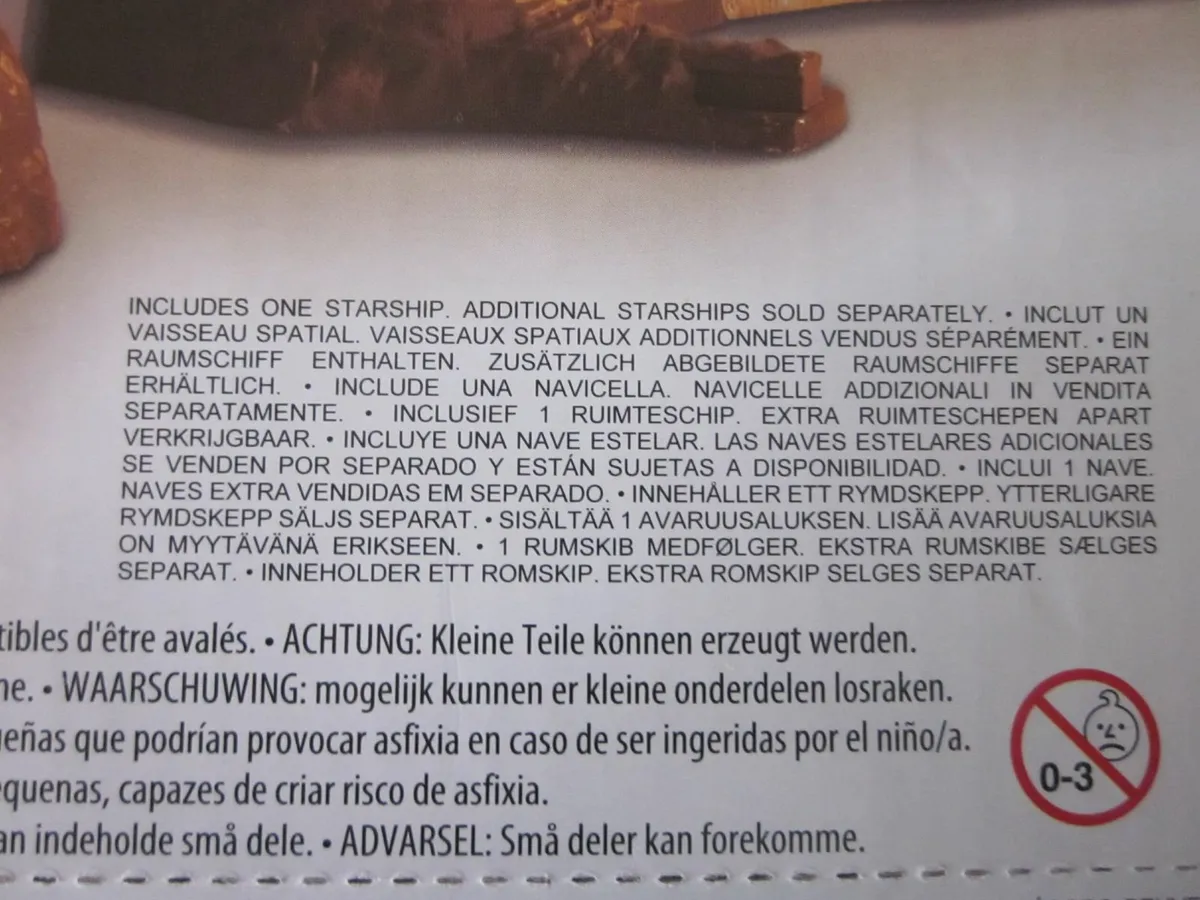 INCLUDES ONE STARSHIP. ADDITIONAL STARSHIPS SOLD SEPARATELY. • INCLUT UN
VAISSEAU SPATIAL. VAISSEAUX SPATIAUX ADDITIONNELS VENDUS SÉPARÉMENT. • EIN
RAUMSCHIFF ENTHALTEN. ZUSÄTZLICH ABGEBILDETE RAUMSCHIFFE SEPARAT
ERHÄLTLICH. • INCLUDE UNA NAVICELLA. NAVICELLE ADDIZIONALI IN VENDITA
SEPARATAMENTE. • INCLUSIEF 1 RUIMTESCHIP. EXTRA RUIMTESCHEPEN APART
VERKRIJGBAAR. • INCLUYE UNA NAVE ESTELAR. LAS NAVES ESTELARES ADICIONALES
SE VENDEN POR SEPARADO Y ESTÁN SUJETAS A DISPONIBILIDAD. • INCLUI 1 NAVE.
NAVES EXTRA VENDIDAS EM SEPARADO. • INNEHÅLLER ETT RYMDSKEPP. YTTERLIGARE
RYMDSKEPP SÄLJS SEPARAT. • SISÄLTÄÄ 1 AVARUUSALUKSEN. LISÄÄ AVARUUSALUKSIA
ON MYYTÄVÄNÄ ERIKSEEN. • 1 RUMSKIB MEDFØLGER. EKSTRA RUMSKIBE SÆLGES
SEPARAT. • INNEHOLDER ETT ROMSKIP. EKSTRA ROMSKIP SELGES SEPARAT.
tibles d'être avalés. • ACHTUNG: Kleine Teile können erzeugt werden.
ne. • WAARSCHUWING: mogelijk kunnen er kleine onderdelen losraken.
ueñas que podrían provocar asfixia en caso de ser ingeridas por el niño/a.
equenas, capazes de criar risco de asfixia.
an indeholde små dele. • ADVARSEL: Små deler kan forekomme.
0-3